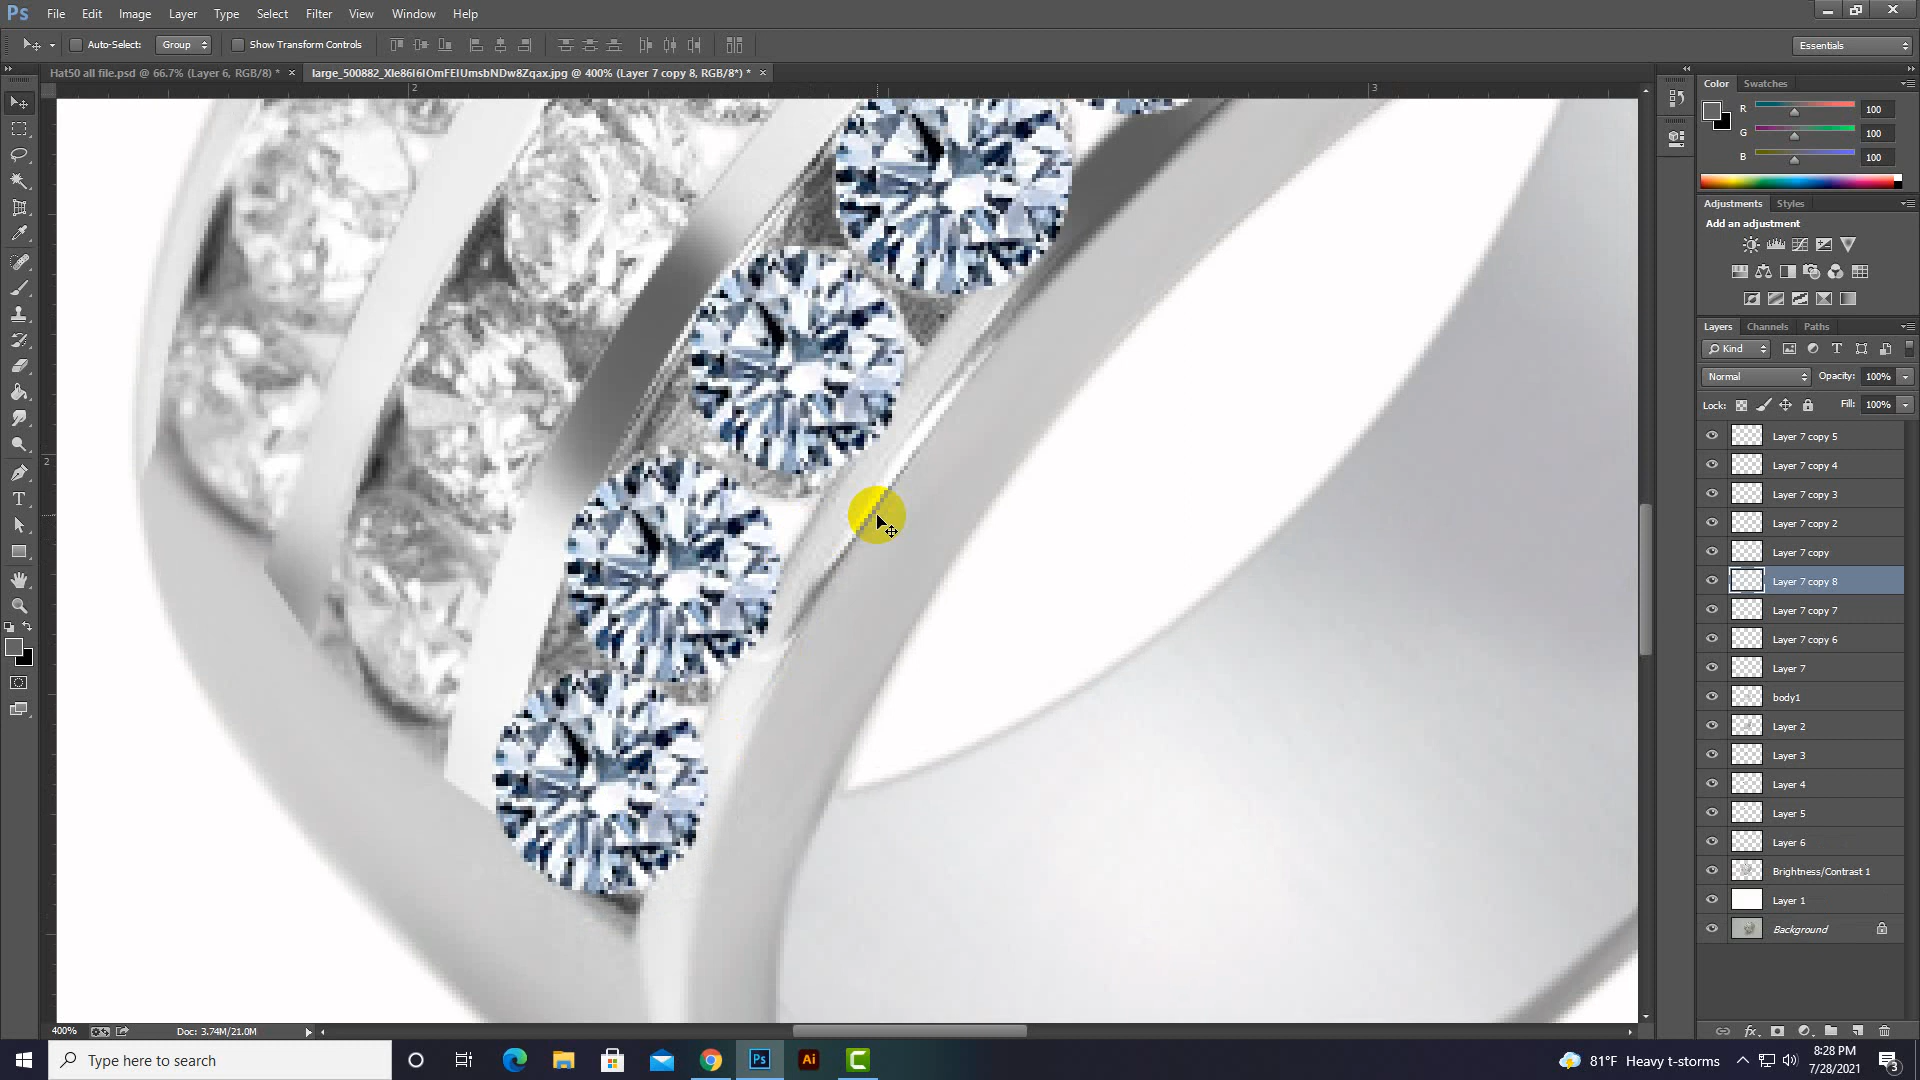 Ps File Edit Image Layer Type Select Filter View Window Help
Auto-Select: Group Show Transform Controls Essentials
Hat50 all file.psd @ 66.7% (Layer 6, RGB/8) * × large_500882_Xle86I6IOmFEIUmsbNDw8Zqax.jpg @ 400% (Layer 7 copy 8, RGB/8*) * ×
2 3
2
Color Swatches
R 100
G 100
B 100
Adjustments Styles
Add an adjustment
Layers Channels Paths
Kind
Normal Opacity: 100%
Lock: Fill: 100%
Layer 7 copy 5
Layer 7 copy 4
Layer 7 copy 3
Layer 7 copy 2
Layer 7 copy
Layer 7 copy 8
Layer 7 copy 7
Layer 7 copy 6
Layer 7
body1
Layer 2
Layer 3
Layer 4
Layer 5
Layer 6
Brightness/Contrast 1
Layer 1
Background
400% Doc: 3.74M/21.0M
Type here to search
Ps Ai C
81°F Heavy t-storms
8:28 PM
7/28/2021
3